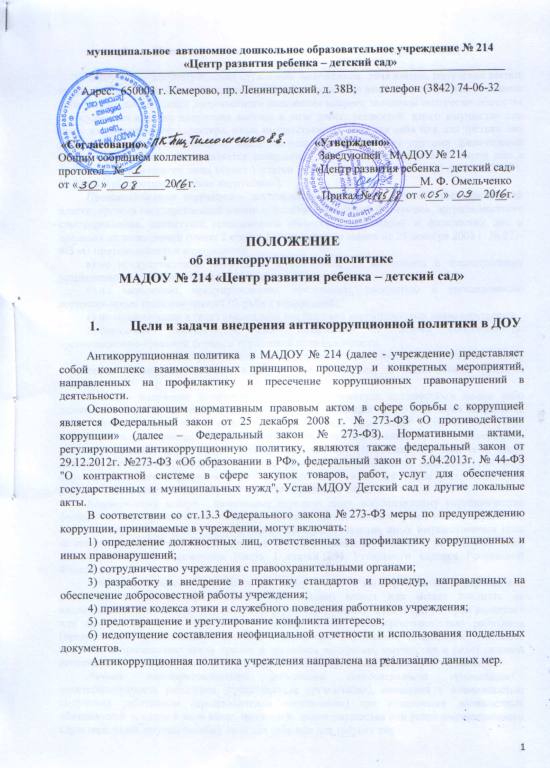 муниципальное автономное дошкольное образовательное учреждение № 214
«Центр развития ребенка – детский сад»
Адрес: 650003 г. Кемерово, пр. Ленинградский, д. 38В; телефон (3842) 74-06-32
«Согласовано» ПК Тимошенко
Общим собранием коллектива
протокол № 1
от « 30 » 08 2016г.
«Утверждено»
Заведующей МАДОУ № 214
«Центр развития ребенка – детский сад»
М. Ф. Омельченко
Приказ № от « 05 » 09 2016г.
ПОЛОЖЕНИЕ
об антикоррупционной политике
МАДОУ № 214 «Центр развития ребенка – детский сад»
1. Цели и задачи внедрения антикоррупционной политики в ДОУ
Антикоррупционная политика в МАДОУ № 214 (далее - учреждение) представляет
собой комплекс взаимосвязанных принципов, процедур и конкретных мероприятий,
направленных на профилактику и пресечение коррупционных правонарушений в
деятельности.
Основополагающим нормативным правовым актом в сфере борьбы с коррупцией
является Федеральный закон от 25 декабря 2008 г. № 273-ФЗ «О противодействии
коррупции» (далее – Федеральный закон № 273-ФЗ). Нормативными актами,
регулирующими антикоррупционную политику, являются также федеральный закон от
29.12.2012г. №273-ФЗ «Об образовании в РФ», федеральный закон от 5.04.2013г. № 44-ФЗ
"О контрактной системе в сфере закупок товаров, работ, услуг для обеспечения
государственных и муниципальных нужд", Устав МДОУ Детский сад и другие локальные
акты.
В соответствии со ст.13.3 Федерального закона № 273-ФЗ меры по предупреждению
коррупции, принимаемые в учреждении, могут включать:
1) определение должностных лиц, ответственных за профилактику коррупционных и
иных правонарушений;
2) сотрудничество учреждения с правоохранительными органами;
3) разработку и внедрение в практику стандартов и процедур, направленных на
обеспечение добросовестной работы учреждения;
4) принятие кодекса этики и служебного поведения работников учреждения;
5) предотвращение и урегулирование конфликта интересов;
6) недопущение составления неофициальной отчетности и использования поддельных
документов.
Антикоррупционная политика учреждения направлена на реализацию данных мер.
1